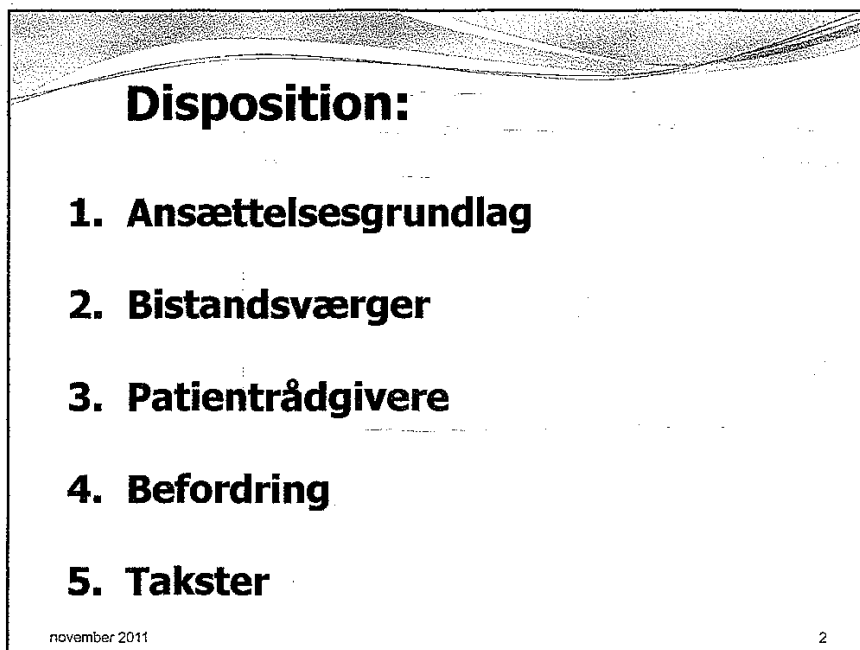 Disposition:
1. Ansættelsesgrundlag
2. Bistandsværger
3. Patientrådgivere
4. Befordring
5. Takster
november 2011
2